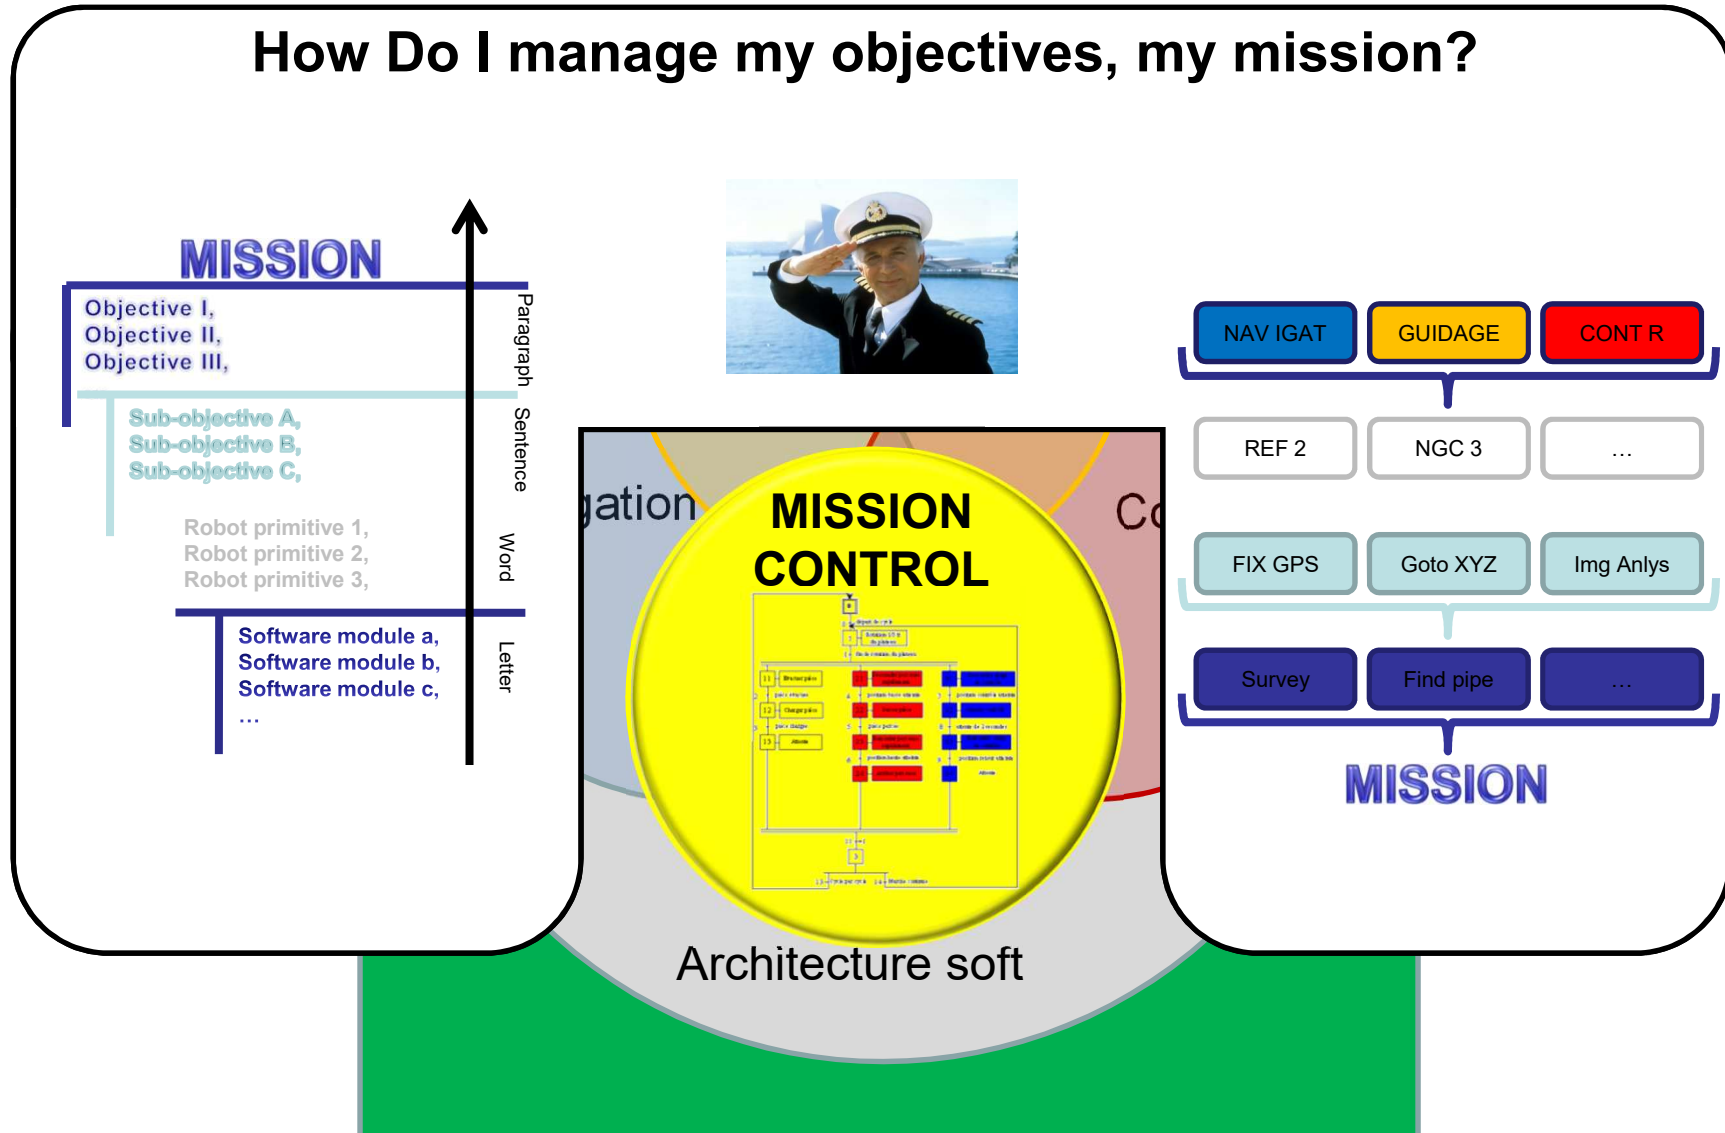 How Do I manage my objectives, my mission?
MISSION
Objective I,
Objective II,
Objective III,
...
Sub-objective A,
Sub-objective B,
Sub-objective C,
Robot primitive 1,
Robot primitive 2,
Robot primitive 3,
Software module a,
Software module b,
Software module c,
…
Paragraph
Sentence
Word
Letter
gation
Co
MISSION
CONTROL
Architecture soft
NAV IGAT
GUIDAGE
CONT R
REF 2
NGC 3
…
FIX GPS
Goto XYZ
Img Anlys
Survey
Find pipe
…
MISSION